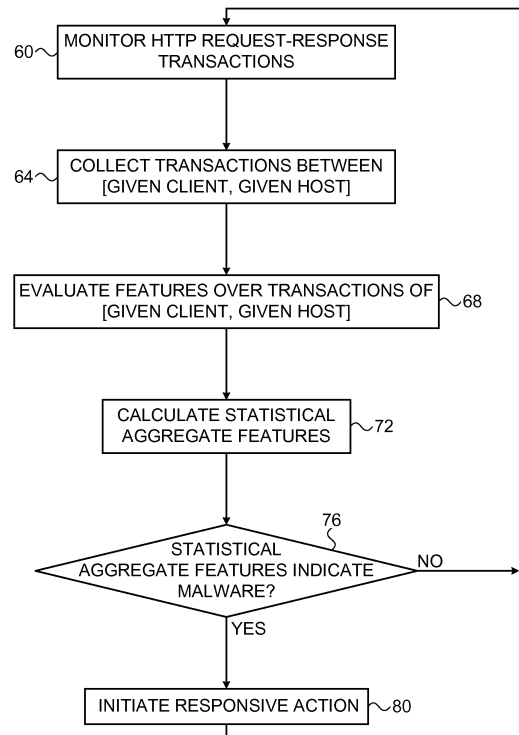 60
MONITOR HTTP REQUEST-RESPONSE
TRANSACTIONS
64
COLLECT TRANSACTIONS BETWEEN
[GIVEN CLIENT, GIVEN HOST]
EVALUATE FEATURES OVER TRANSACTIONS OF
[GIVEN CLIENT, GIVEN HOST]
68
CALCULATE STATISTICAL
AGGREGATE FEATURES
72
76
STATISTICAL
AGGREGATE FEATURES INDICATE
MALWARE?
NO
YES
INITIATE RESPONSIVE ACTION
80